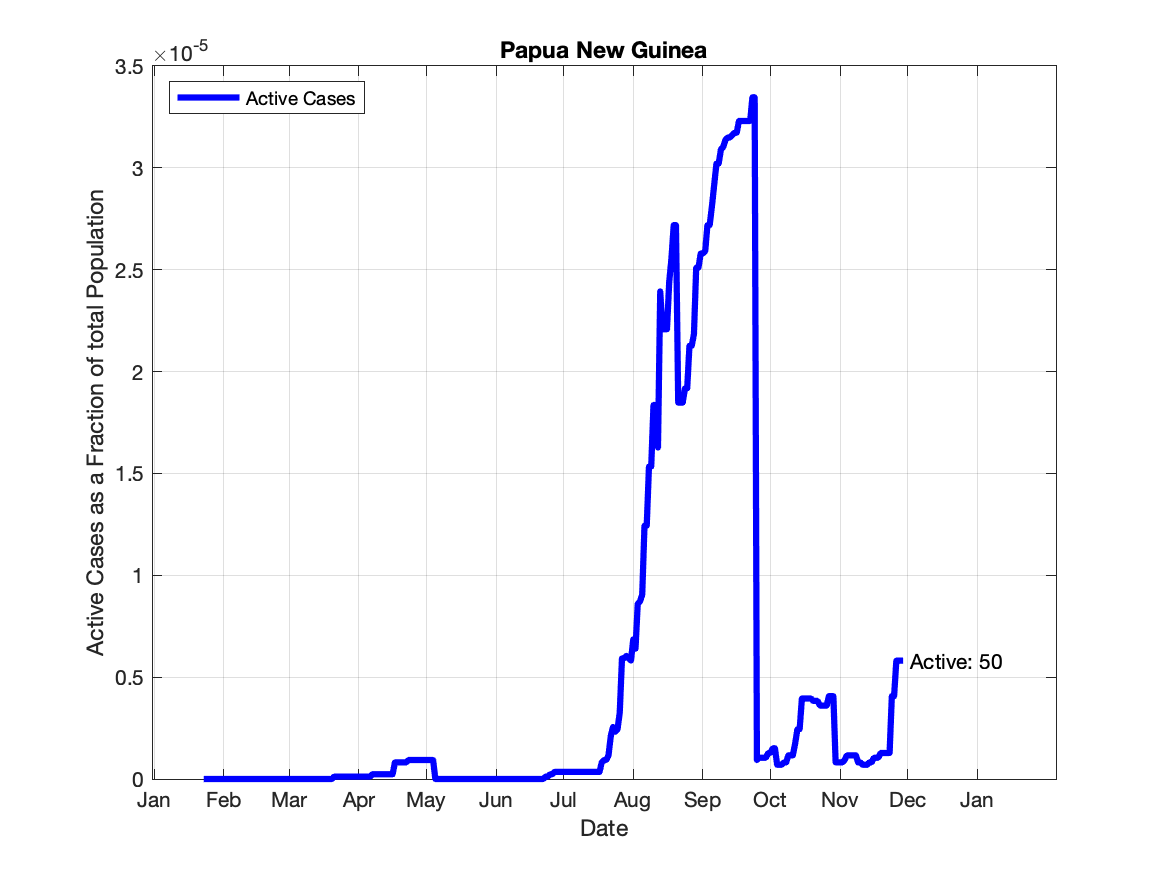 Papua New Guinea
×10-5
Active Cases
3.5
3
2.5
2
1.5
1
0.5
0
Active Cases as a Fraction of total Population
Active: 50
Jan Feb Mar Apr May Jun Jul Aug Sep Oct Nov Dec Jan
Date